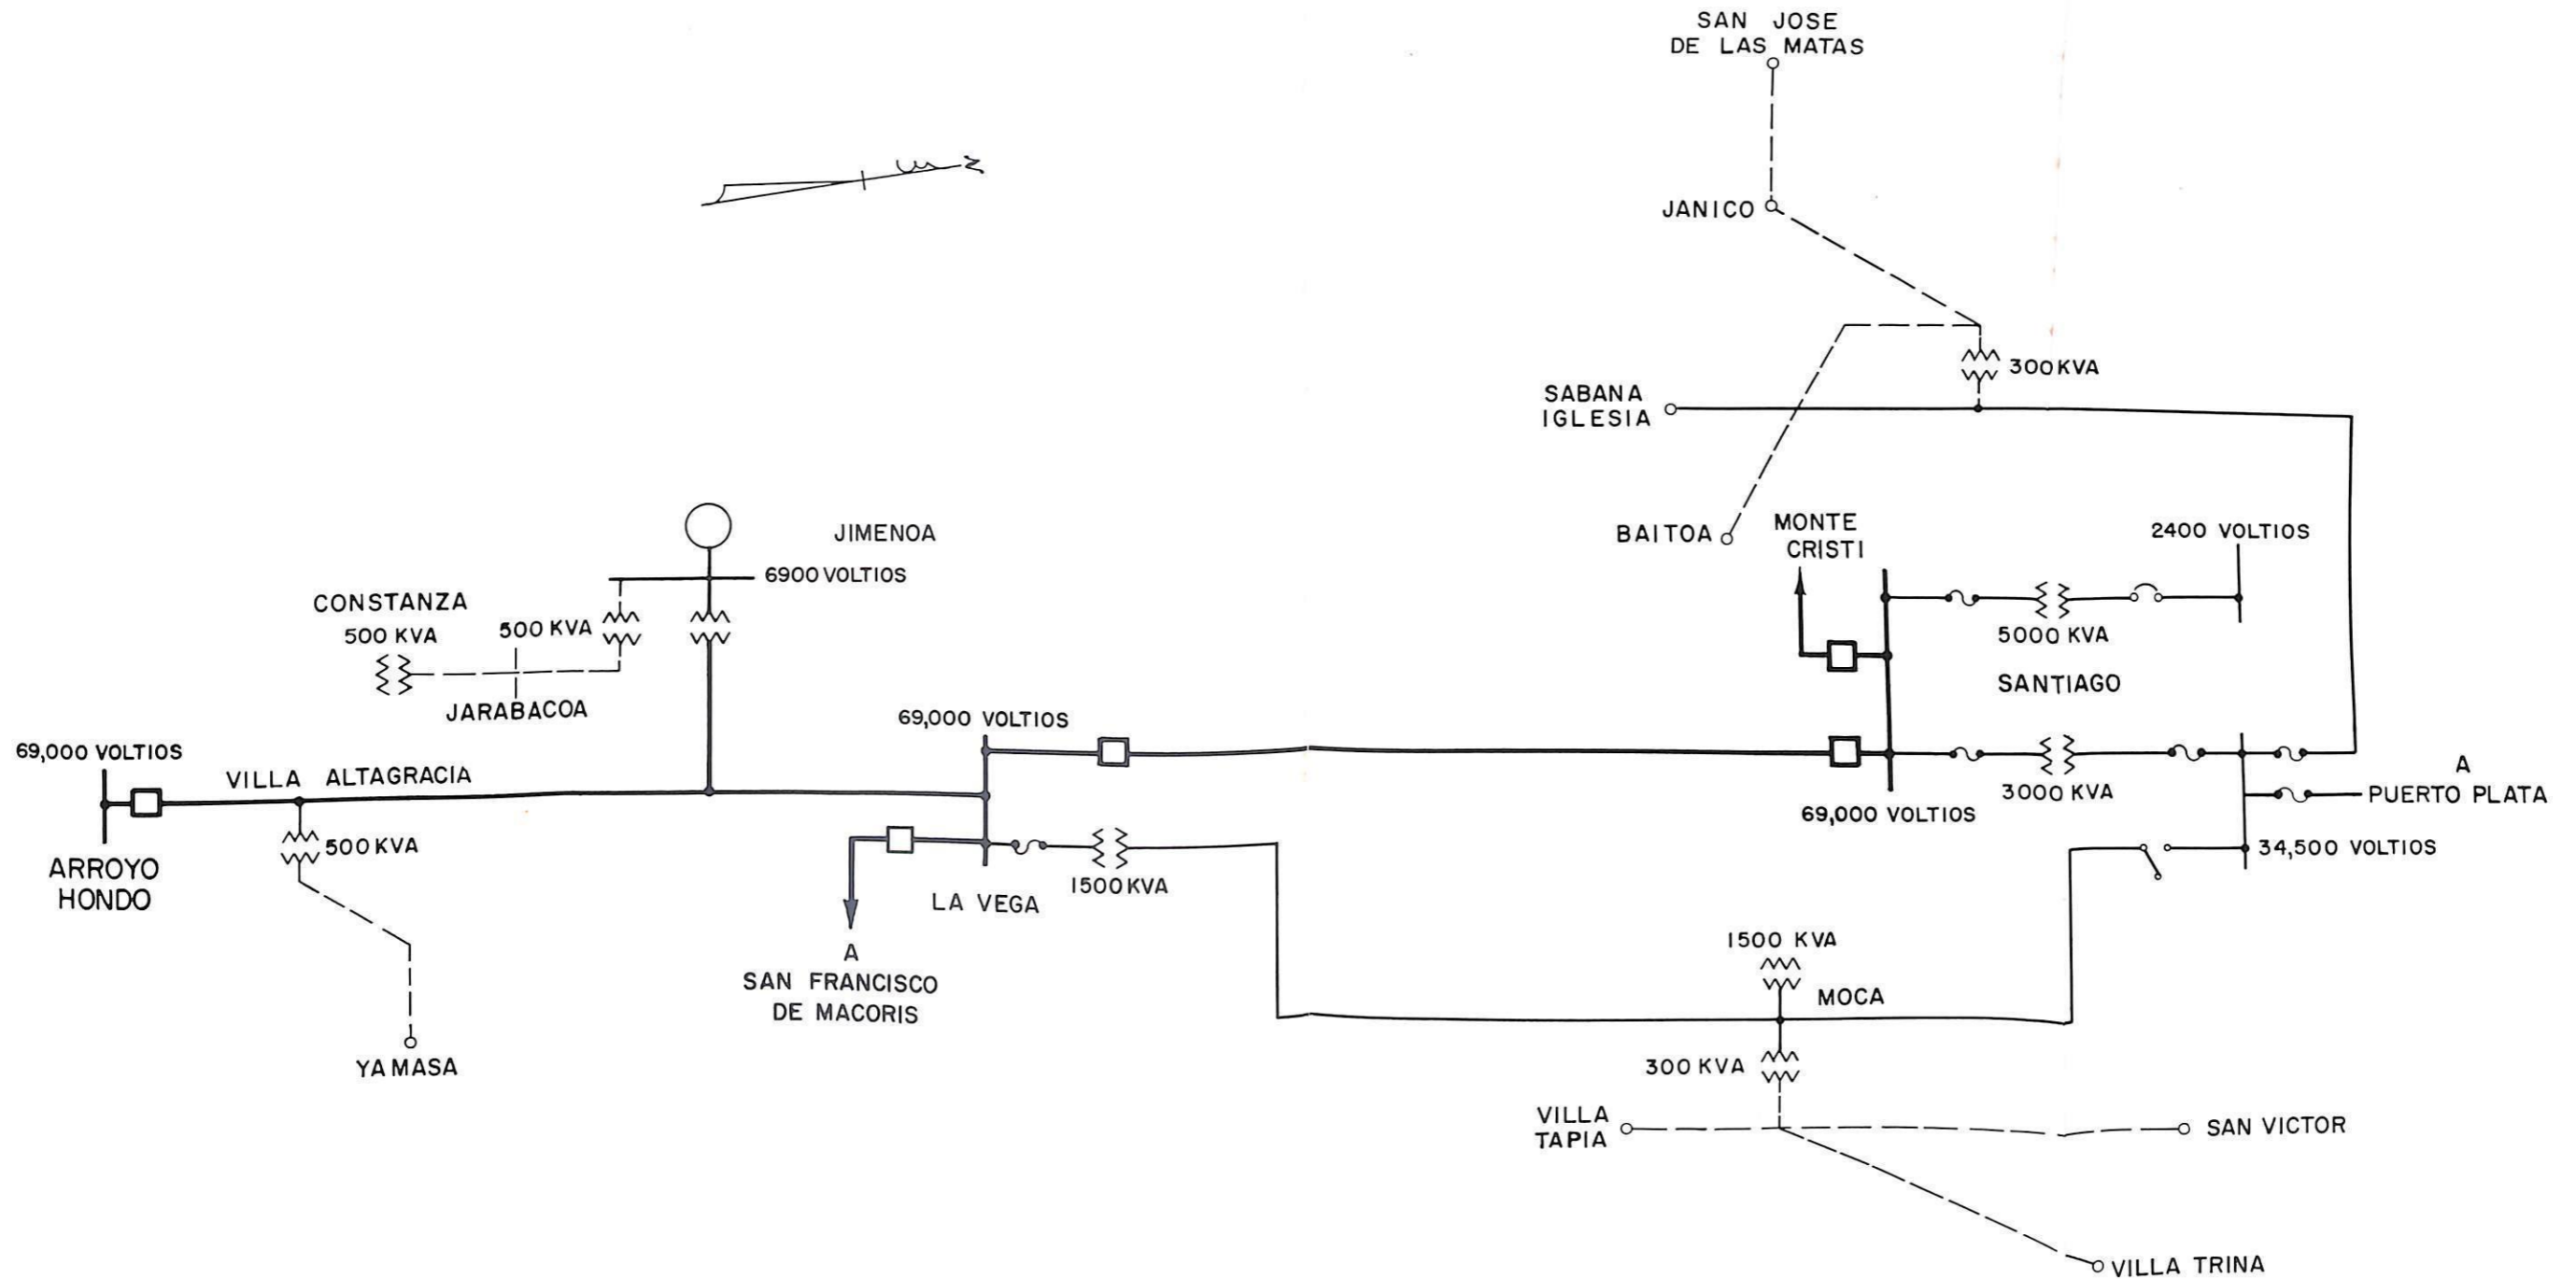 SAN JOSE
DE LAS MATAS
N
JANICO
300 KVA
SABANA
IGLESIA
BAITOA
MONTE
CRISTI
2400 VOLTIOS
JIMENOA
6900 VOLTIOS
CONSTANZA
500 KVA
500 KVA
JARABACOA
5000 KVA
SANTIAGO
69,000 VOLTIOS
69,000 VOLTIOS
VILLA ALTAGRACIA
3000 KVA
69,000 VOLTIOS
A
PUERTO PLATA
34,500 VOLTIOS
500 KVA
ARROYO
HONDO
1500 KVA
LA VEGA
A
SAN FRANCISCO
DE MACORIS
1500 KVA
MOCA
YAMASA
300 KVA
VILLA
TAPIA
SAN VICTOR
VILLA TRINA